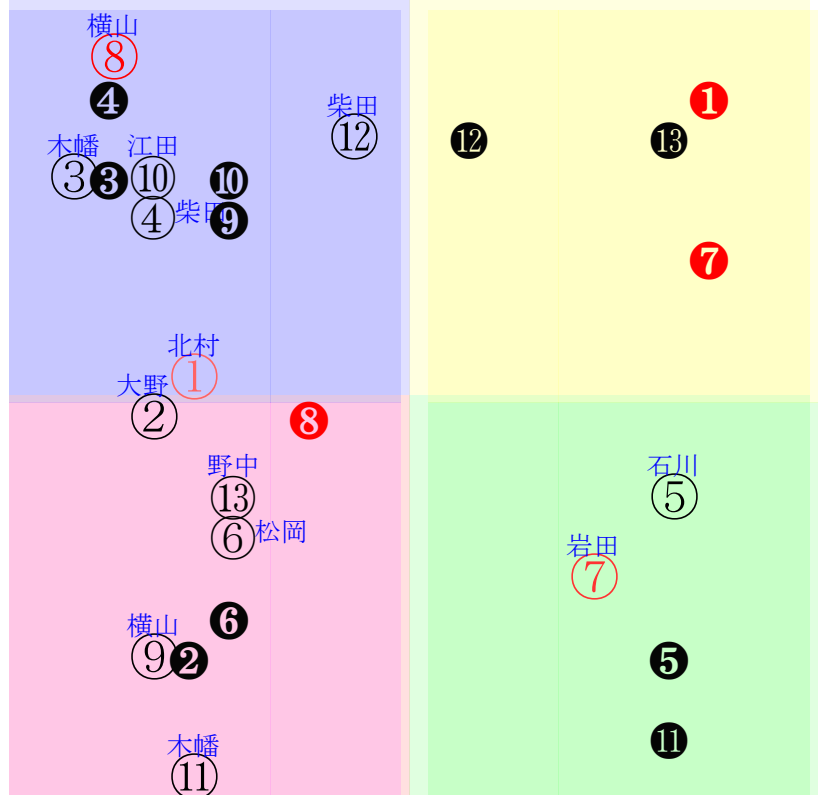 横山
⑧
❹
❶
柴田
⑫
⓬
⓭
木幡
江田
③
❸
⑩
❿
④
柴田
❾
❼
北村
①
大野
②
❽
野中
石川
⑬
⑤
⑥
松岡
岩田
⑦
❻
横山
⑨
❷
❺
木幡
⓫
⑪